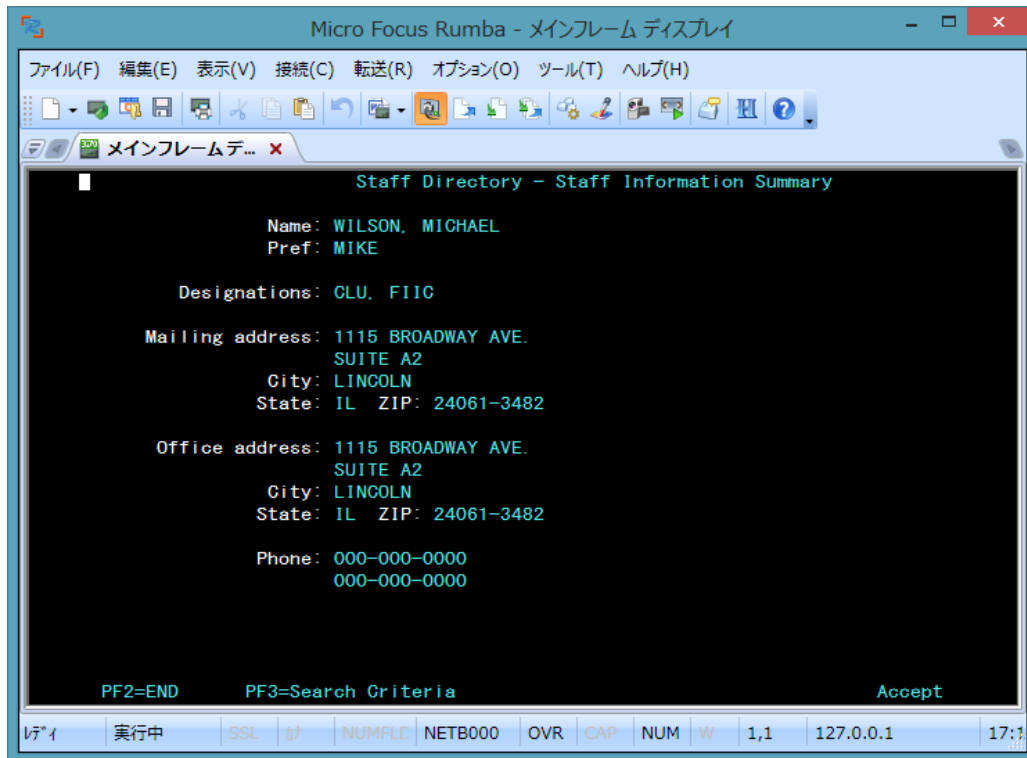 Micro Focus Rumba - メインフレーム ディスプレイ
ファイル(F) 編集(E) 表示(V) 接続(C) 転送(R) オプション(O) ツール(T) ヘルプ(H)
メインフレーム デ...
Staff Directory - Staff Information Summary
Name: WILSON, MICHAEL
Pref: MIKE
Designations: CLU, FIIC
Mailing address: 1115 BROADWAY AVE.
SUITE A2
City: LINCOLN
State: IL ZIP: 24061-3482
Office address: 1115 BROADWAY AVE.
SUITE A2
City: LINCOLN
State: IL ZIP: 24061-3482
Phone: 000-000-0000
000-000-0000
PF2=END PF3=Search Criteria Accept
ﾚﾃﾞｨ 実行中 SSL ｶﾅ NUMFLD NETB000 OVR CAP NUM W 1,1 127.0.0.1